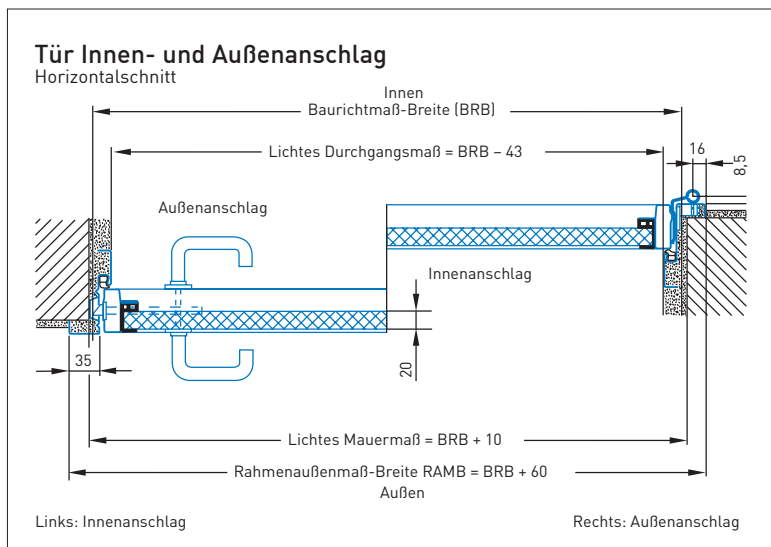 Tür Innen- und Außenanschlag
Horizontalschnitt
Innen
Baurichtmaß-Breite (BRB)
Lichtes Durchgangsmaß = BRB – 43
16
8,5
Außenanschlag
Innenanschlag
35
20
Lichtes Mauermaß = BRB + 10
Rahmenaußenmaß-Breite RAMB = BRB + 60
Außen
Links: Innenanschlag
Rechts: Außenanschlag